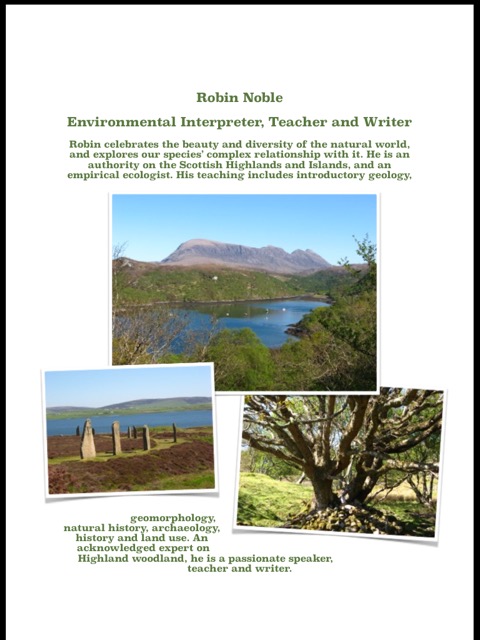 Robin Noble
Environmental Interpreter, Teacher and Writer
Robin celebrates the beauty and diversity of the natural world,
and explores our species' complex relationship with it. He is an
authority on the Scottish Highlands and Islands, and an
empirical ecologist. His teaching includes introductory geology,
geomorphology,
natural history, archaeology,
history and land use. An
acknowledged expert on
Highland woodland, he is a passionate speaker,
teacher and writer.